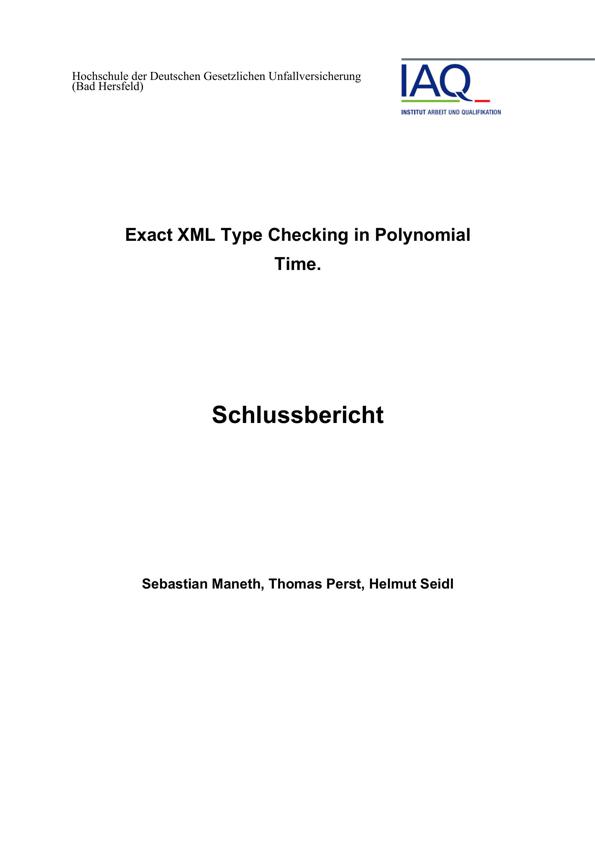 Hochschule der Deutschen Gesetzlichen Unfallversicherung
(Bad Hersfeld)
IAQ
INSTITUT ARBEIT UND QUALIFIKATION
Exact XML Type Checking in Polynomial
Time.
Schlussbericht
Sebastian Maneth, Thomas Perst, Helmut Seidl